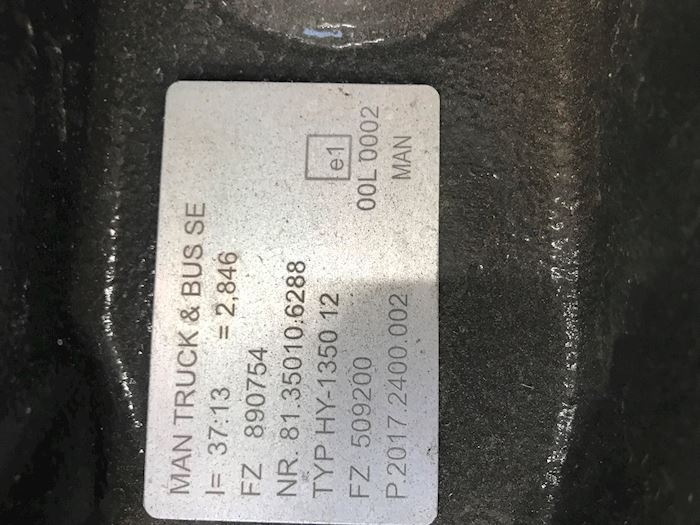 MAN TRUCK & BUS SE
I= 37:13 = 2,846
FZ 890754
NR. 81.35010.6288
TYP HY-1350 12
e1
FZ 509200
00L 0002
P.2017.2400.002
MAN